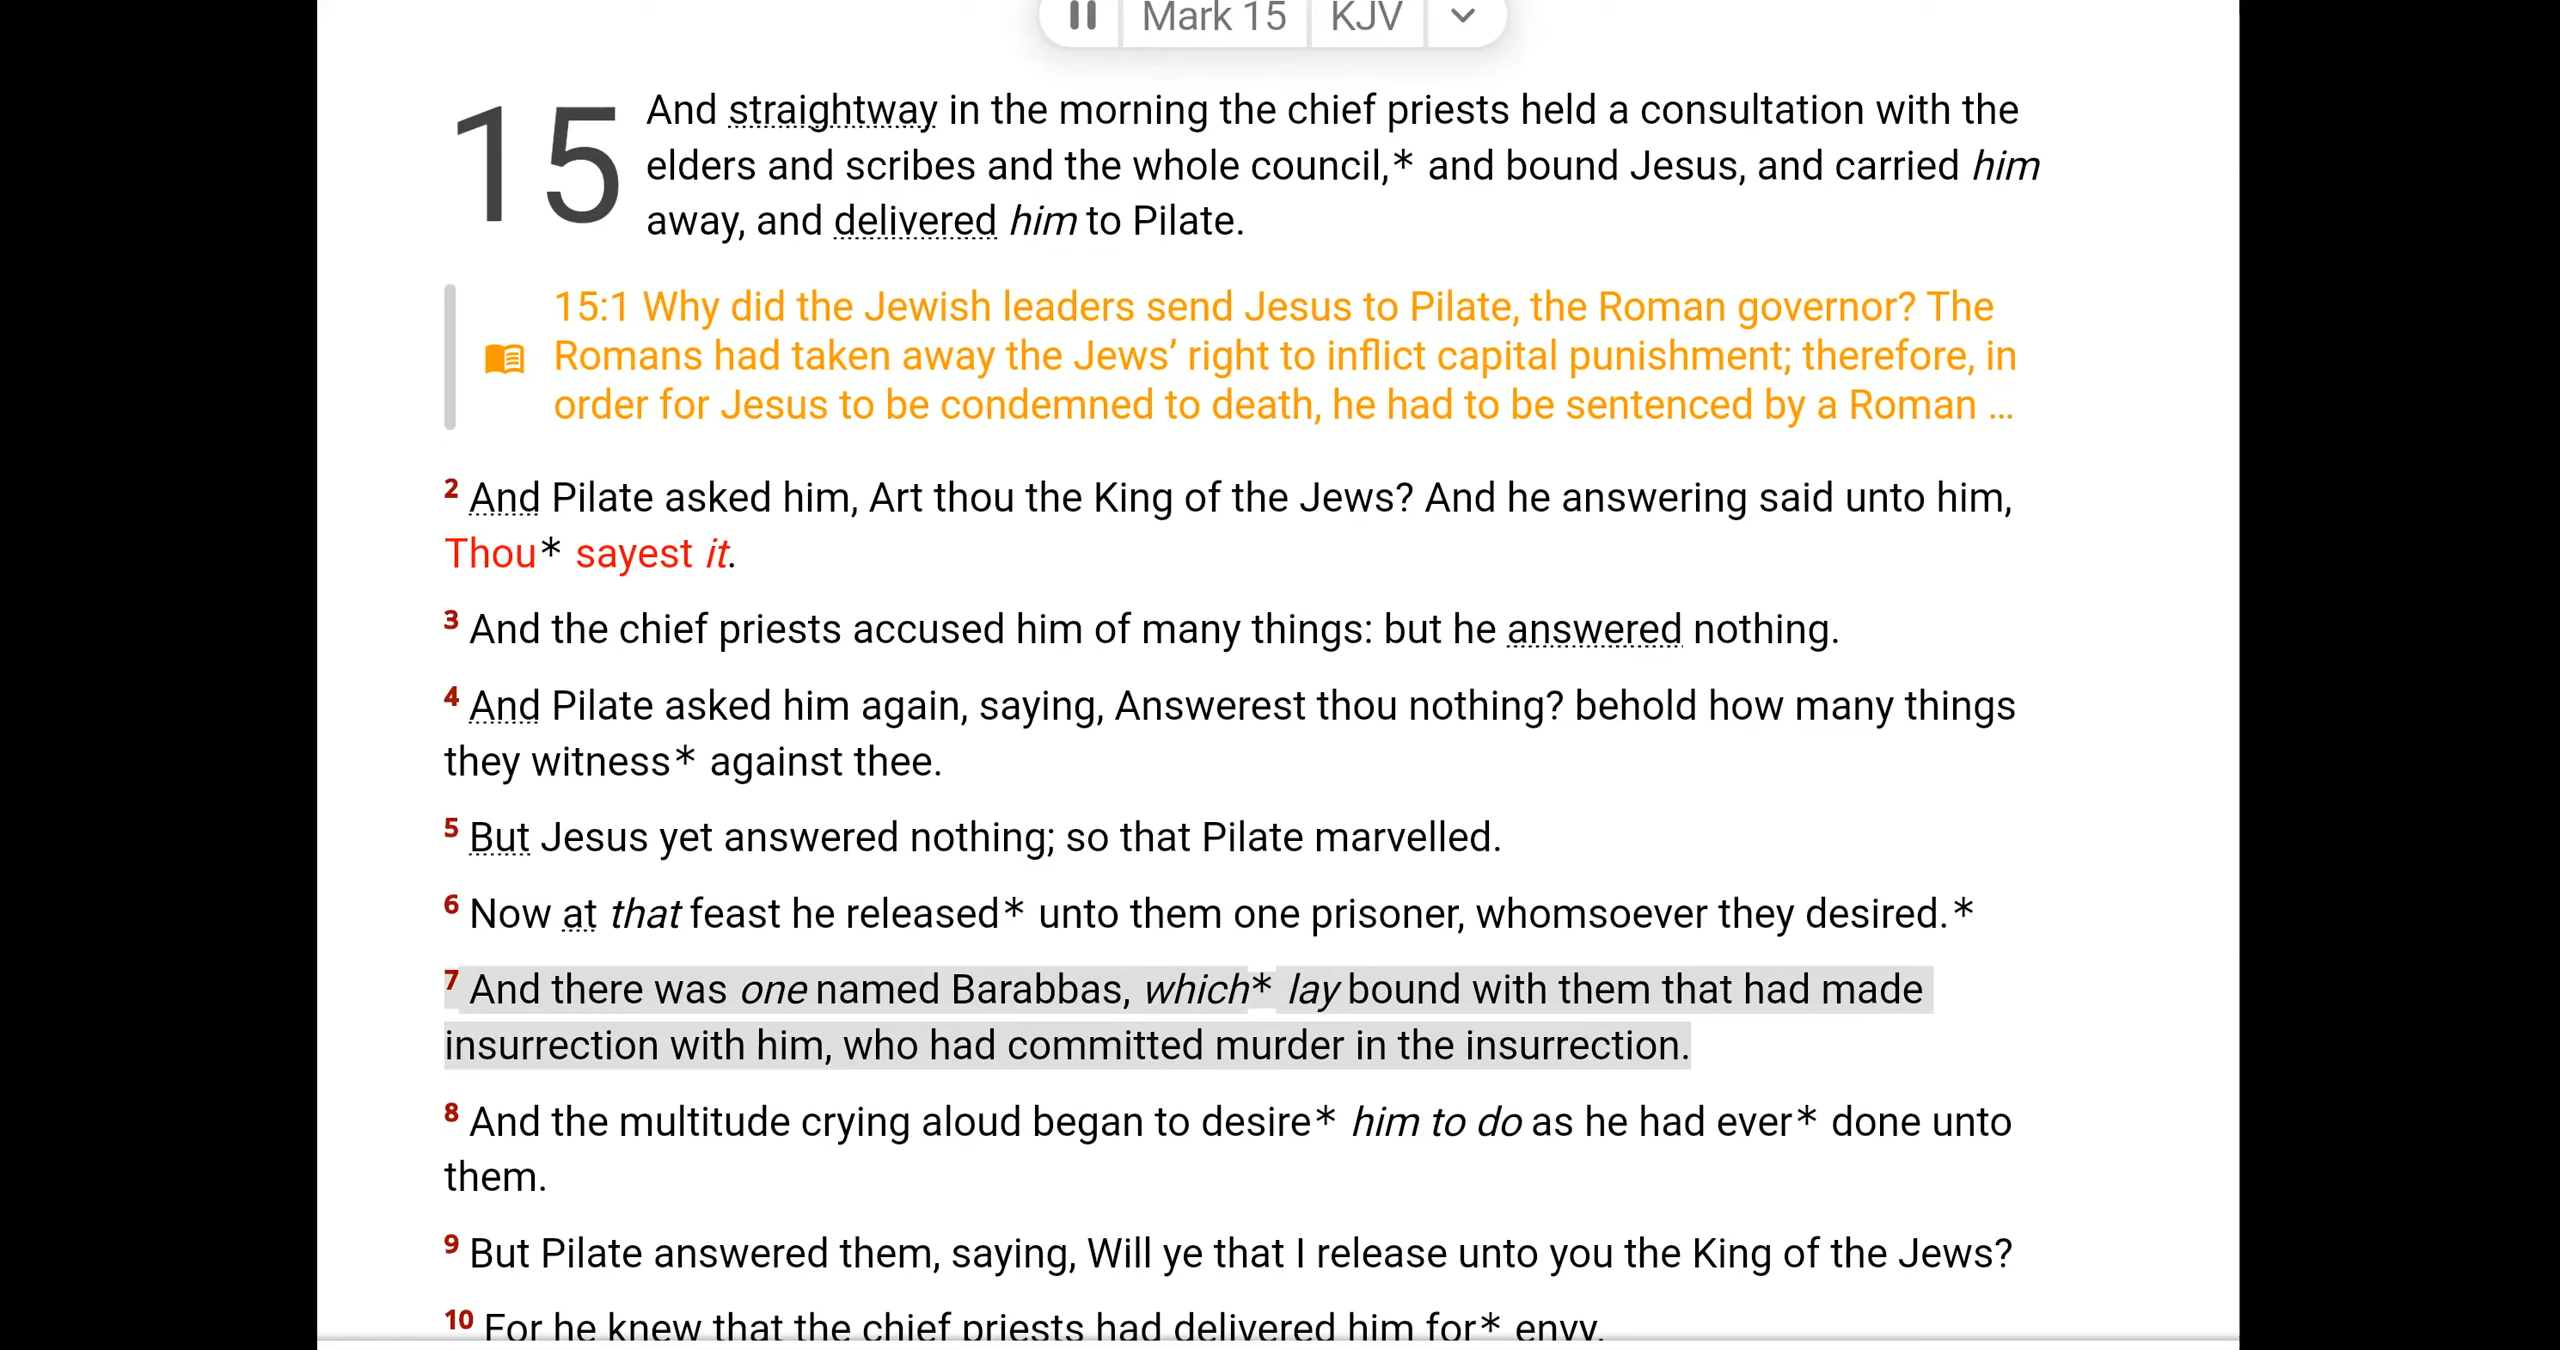 Mark 15 KJV
15 And straightway in the morning the chief priests held a consultation with the
elders and scribes and the whole council,* and bound Jesus, and carried him
away, and delivered him to Pilate.
15:1 Why did the Jewish leaders send Jesus to Pilate, the Roman governor? The
Romans had taken away the Jews’ right to inflict capital punishment; therefore, in
order for Jesus to be condemned to death, he had to be sentenced by a Roman ...
2 And Pilate asked him, Art thou the King of the Jews? And he answering said unto him,
Thou* sayest it.
3 And the chief priests accused him of many things: but he answered nothing.
4 And Pilate asked him again, saying, Answerest thou nothing? behold how many things
they witness* against thee.
5 But Jesus yet answered nothing; so that Pilate marvelled.
6 Now at that feast he released* unto them one prisoner, whomsoever they desired.*
7 And there was one named Barabbas, which* lay bound with them that had made
insurrection with him, who had committed murder in the insurrection.
8 And the multitude crying aloud began to desire* him to do as he had ever* done unto
them.
9 But Pilate answered them, saying, Will ye that I release unto you the King of the Jews?
10 For he knew that the chief priests had delivered him for* envy.